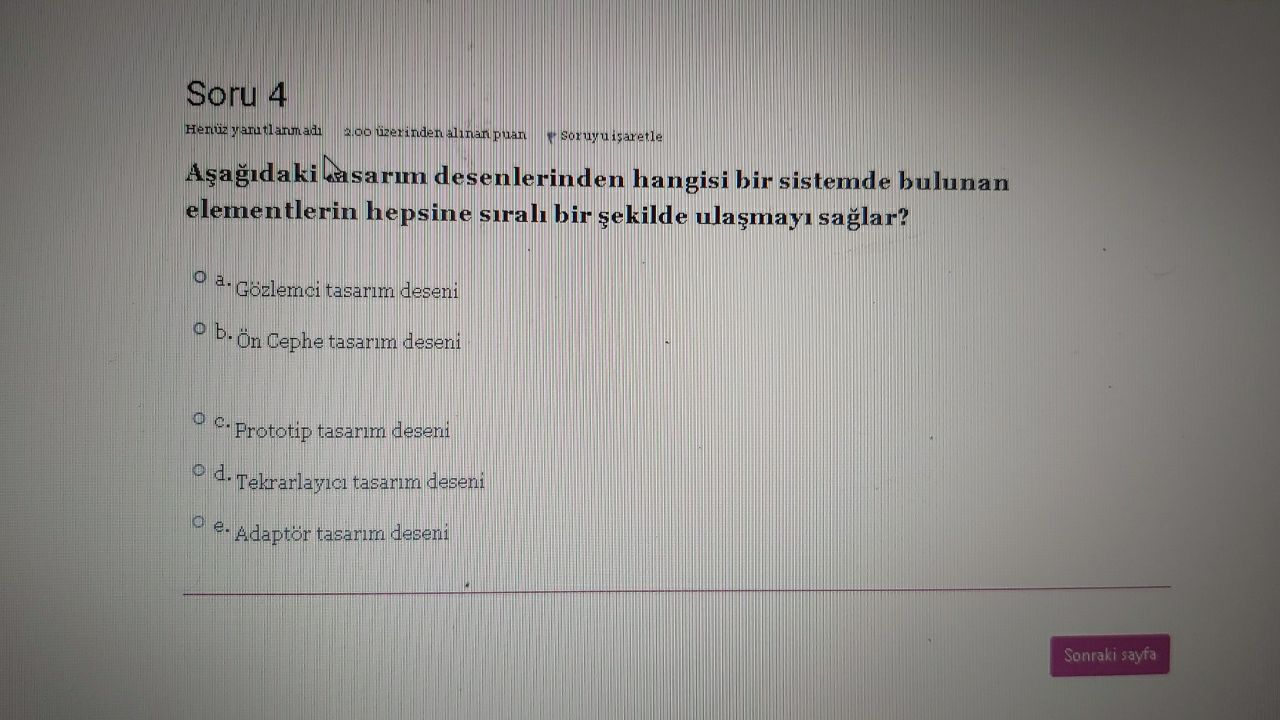 Soru 4
Henüz yanıtlanmadı 2.00 üzerinden alınan puan Soruyu işaretle
Aşağıdaki tasarım desenlerinden hangisi bir sistemde bulunan
elementlerin hepsine sıralı bir şekilde ulaşmayı sağlar?
a. Gözlemci tasarım deseni
b. Ön Cephe tasarım deseni
c. Prototip tasarım deseni
d. Tekrarlayıcı tasarım deseni
e. Adaptör tasarım deseni
Sonraki sayfa